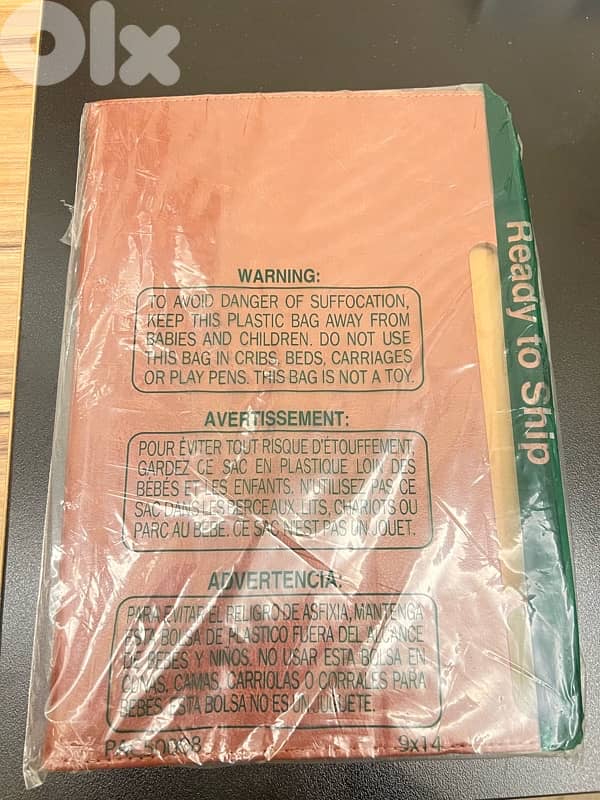 olx
WARNING:
TO AVOID DANGER OF SUFFOCATION,
KEEP THIS PLASTIC BAG AWAY FROM
BABIES AND CHILDREN. DO NOT USE
THIS BAG IN CRIBS, BEDS, CARRIAGES
OR PLAY PENS. THIS BAG IS NOT A TOY.
AVERTISSEMENT:
POUR ÉVITER TOUT RISQUE D'ÉTOUFFEMENT,
GARDEZ CE SAC EN PLASTIQUE LOIN DES
BÉBÉS ET LES ENFANTS. N'UTILISEZ PAS CE
SAC DANS LES BERCEAUX, LITS, CHARIOTS OU
PARC AU BÉBÉ. CE SAC N'EST PAS UN JOUET.
ADVERTENCIA:
PARA EVITAR EL PELIGRO DE ASFIXIA, MANTENGA
ESTA BOLSA DE PLASTICO FUERA DEL ALCANCE
DE BEBES Y NIÑOS. NO USAR ESTA BOLSA EN
CUNAS, CAMAS, CARRIOLAS O CORRALES PARA
BEBES. ESTA BOLSA NO ES UN JUGUETE.
9x14
Ready to Ship